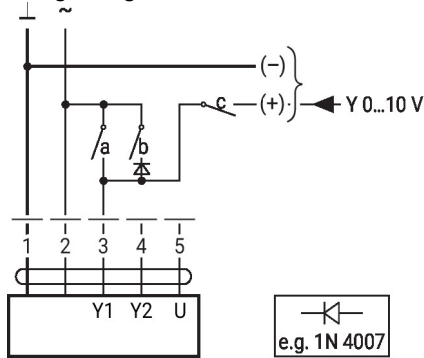 ~
(−)
c (+) Y 0...10 V
a b
1 2 3 4 5
Y1 Y2 U
e.g. 1N 4007